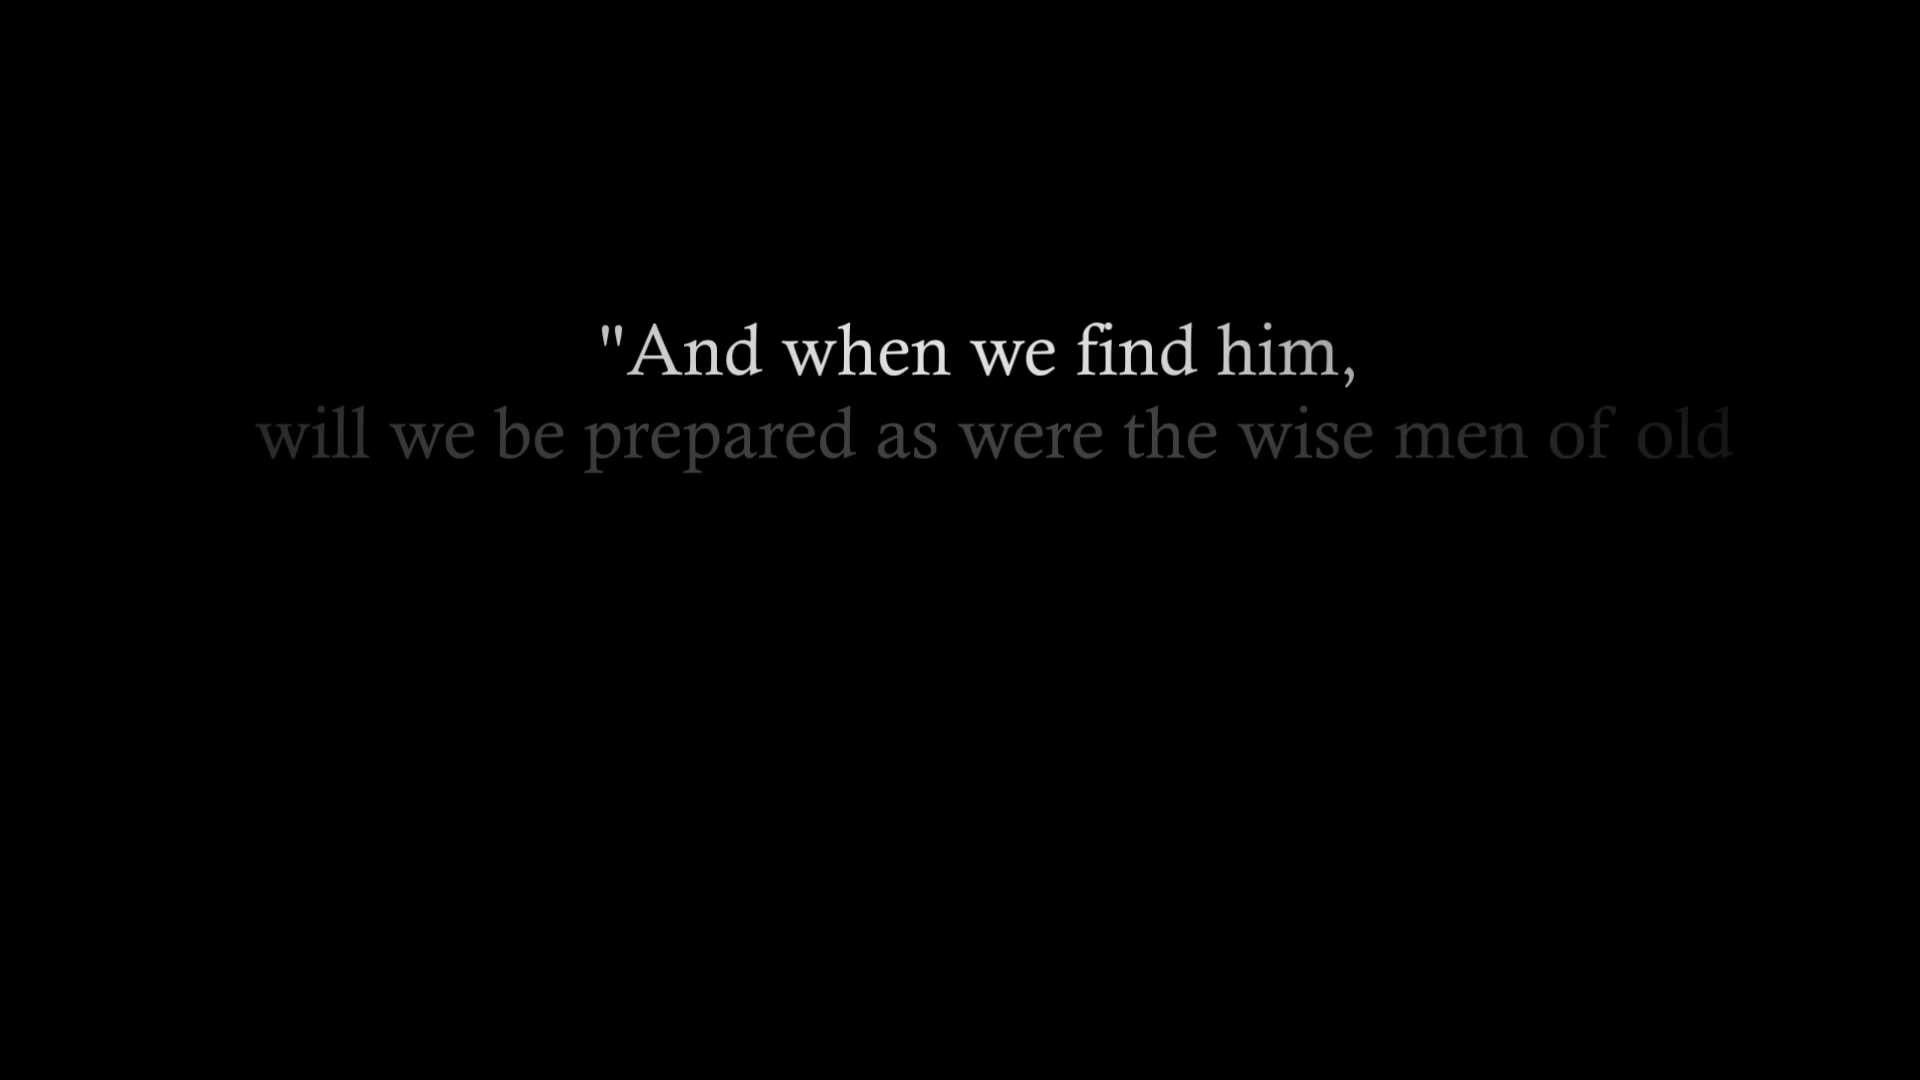 "And when we find him,
will we be prepared as were the wise men of old